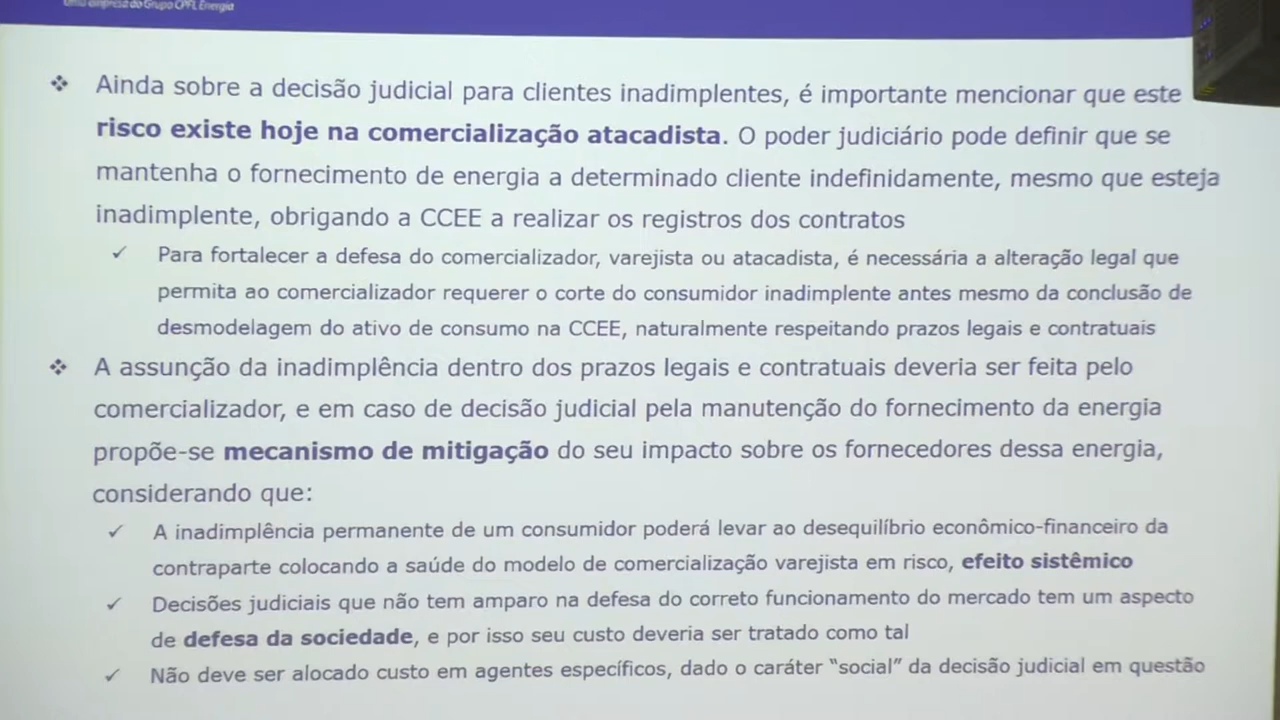 Uma empresa do Grupo CPFL Energia
❖ Ainda sobre a decisão judicial para clientes inadimplentes, é importante mencionar que este
risco existe hoje na comercialização atacadista. O poder judiciário pode definir que se
mantenha o fornecimento de energia a determinado cliente indefinidamente, mesmo que esteja
inadimplente, obrigando a CCEE a realizar os registros dos contratos
✓ Para fortalecer a defesa do comercializador, varejista ou atacadista, é necessária a alteração legal que
permita ao comercializador requerer o corte do consumidor inadimplente antes mesmo da conclusão de
desmodelagem do ativo de consumo na CCEE, naturalmente respeitando prazos legais e contratuais
❖ A assunção da inadimplência dentro dos prazos legais e contratuais deveria ser feita pelo
comercializador, e em caso de decisão judicial pela manutenção do fornecimento da energia
propõe-se mecanismo de mitigação do seu impacto sobre os fornecedores dessa energia,
considerando que:
✓ A inadimplência permanente de um consumidor poderá levar ao desequilíbrio econômico-financeiro da
contraparte colocando a saúde do modelo de comercialização varejista em risco, efeito sistêmico
✓ Decisões judiciais que não tem amparo na defesa do correto funcionamento do mercado tem um aspecto
de defesa da sociedade, e por isso seu custo deveria ser tratado como tal
✓ Não deve ser alocado custo em agentes específicos, dado o caráter “social” da decisão judicial em questão